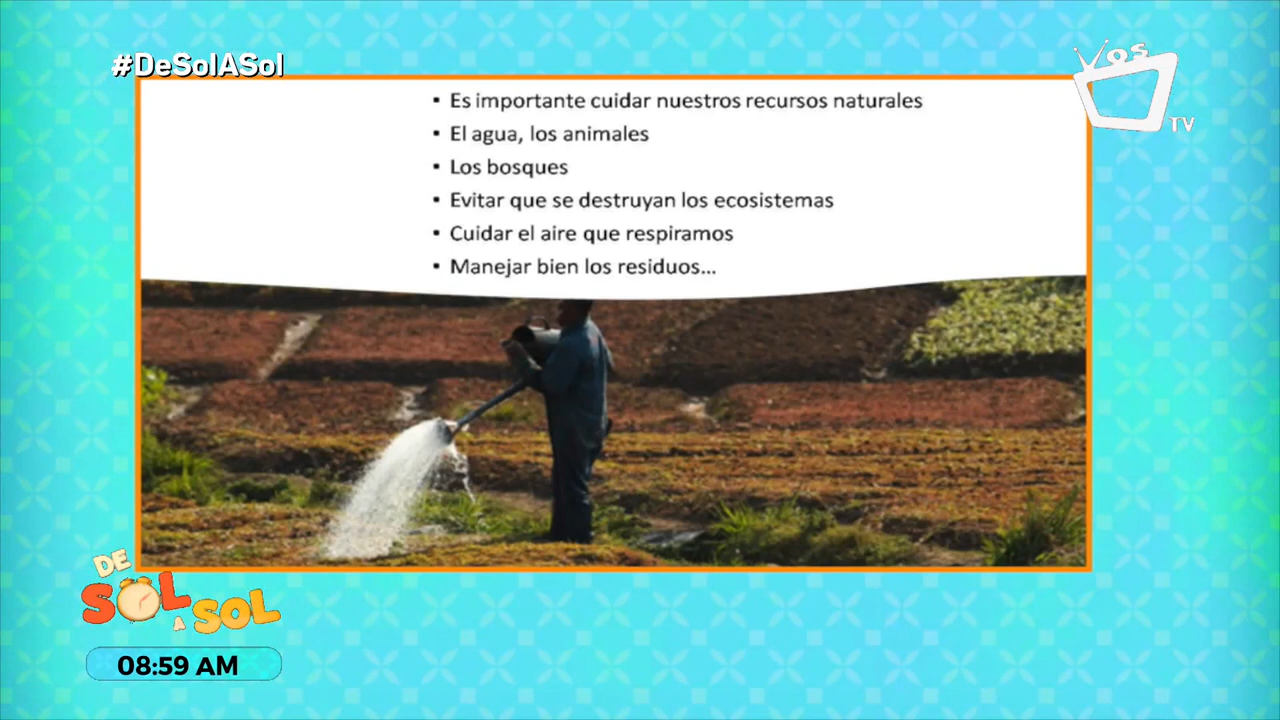 #DeSolASol
VOS
TV
▪ Es importante cuidar nuestros recursos naturales
▪ El agua, los animales
▪ Los bosques
▪ Evitar que se destruyan los ecosistemas
▪ Cuidar el aire que respiramos
▪ Manejar bien los residuos...
DE
SOL
A
SOL
08:59 AM